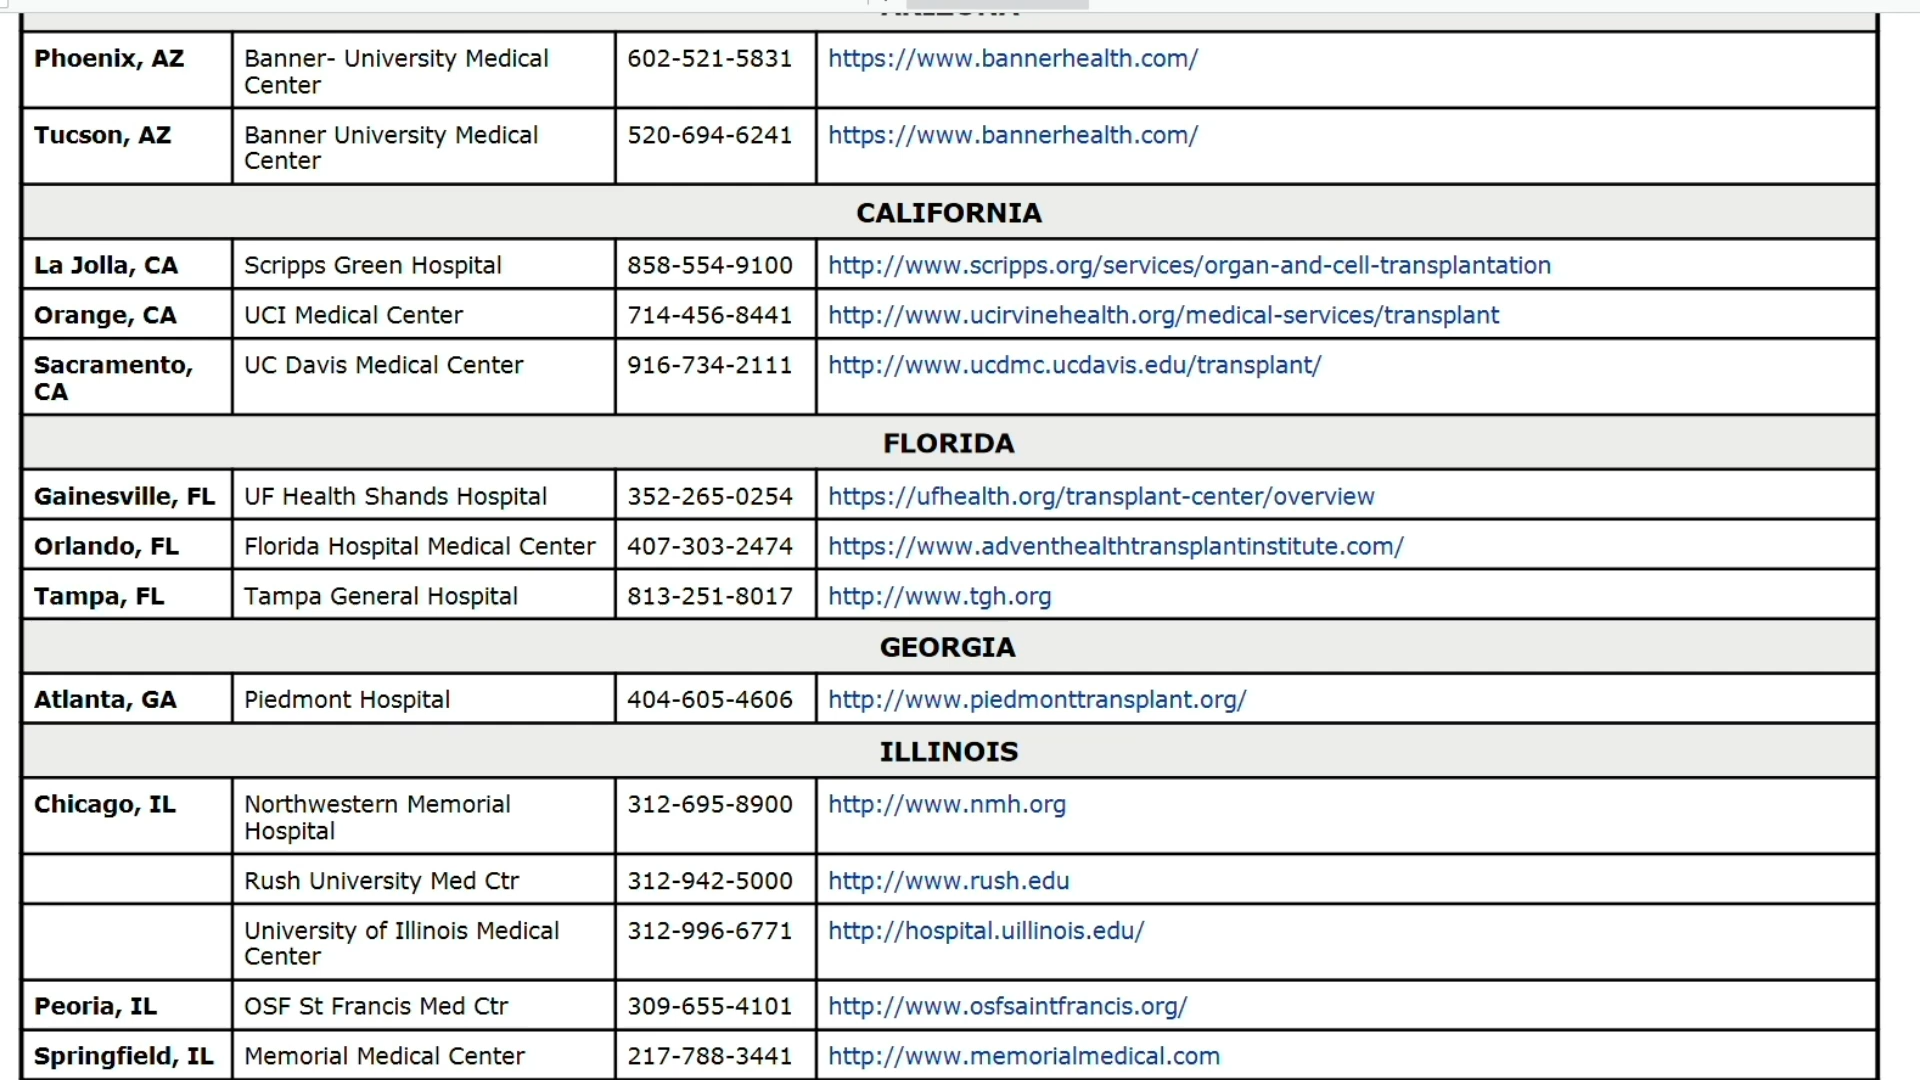 ARIZONA
Phoenix, AZ Banner- University Medical Center 602-521-5831 https://www.bannerhealth.com/
Tucson, AZ Banner University Medical Center 520-694-6241 https://www.bannerhealth.com/
CALIFORNIA
La Jolla, CA Scripps Green Hospital 858-554-9100 http://www.scripps.org/services/organ-and-cell-transplantation
Orange, CA UCI Medical Center 714-456-8441 http://www.ucirvinehealth.org/medical-services/transplant
Sacramento, CA UC Davis Medical Center 916-734-2111 http://www.ucdmc.ucdavis.edu/transplant/
FLORIDA
Gainesville, FL UF Health Shands Hospital 352-265-0254 https://ufhealth.org/transplant-center/overview
Orlando, FL Florida Hospital Medical Center 407-303-2474 https://www.adventhealthtransplantinstitute.com/
Tampa, FL Tampa General Hospital 813-251-8017 http://www.tgh.org
GEORGIA
Atlanta, GA Piedmont Hospital 404-605-4606 http://www.piedmonttransplant.org/
ILLINOIS
Chicago, IL Northwestern Memorial Hospital 312-695-8900 http://www.nmh.org
Rush University Med Ctr 312-942-5000 http://www.rush.edu
University of Illinois Medical Center 312-996-6771 http://hospital.uillinois.edu/
Peoria, IL OSF St Francis Med Ctr 309-655-4101 http://www.osfsaintfrancis.org/
Springfield, IL Memorial Medical Center 217-788-3441 http://www.memorialmedical.com